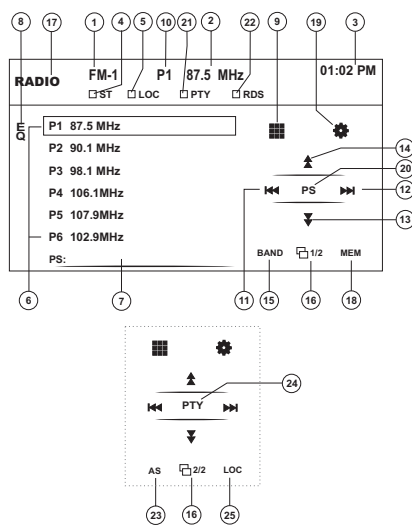 8 17 1 4 5 10 21 2 22 9 19 3
RADIO FM-1 P1 87.5 MHz 01:02 PM
ST LOC PTY RDS
EQ
P1 87.5 MHz
P2 90.1 MHz
P3 98.1 MHz
P4 106.1MHz
P5 107.9MHz
P6 102.9MHz
PS:
14
20
PS
12
13
BAND 1/2 MEM
6 7 11 15 16 18
PTY 24
AS 2/2 LOC
23 16 25